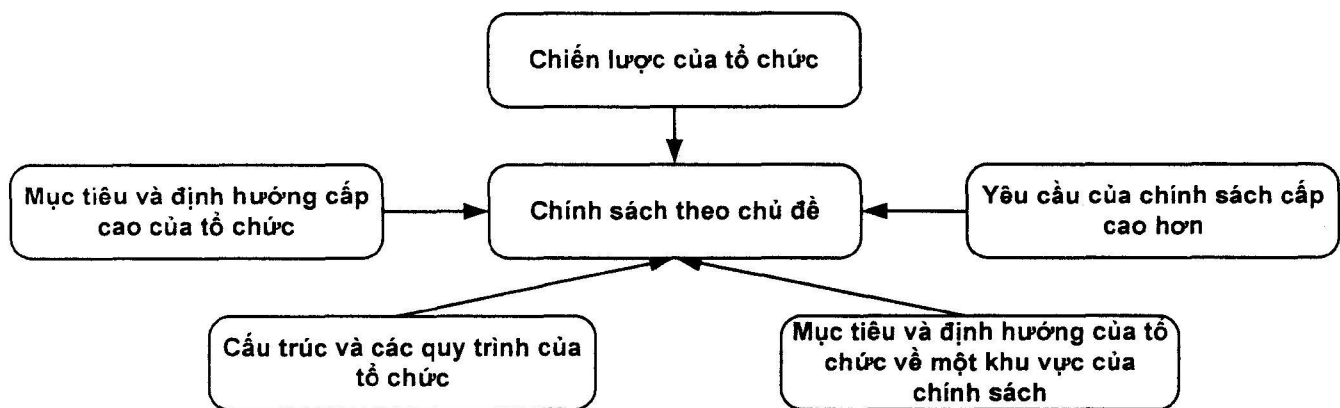 Chiến lược của tổ chức
Mục tiêu và định hướng cấp
cao của tổ chức
Chính sách theo chủ đề
Yêu cầu của chính sách cấp
cao hơn
Cấu trúc và các quy trình của
tổ chức
Mục tiêu và định hướng của tổ
chức về một khu vực của
chính sách